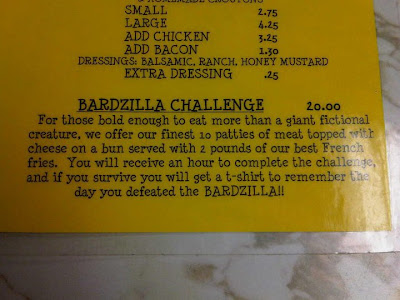 & HOMEMADE CROUTONS
SMALL 2.75
LARGE 4.25
ADD CHICKEN 3.25
ADD BACON 1.30
DRESSINGS: BALSAMIC, RANCH, HONEY MUSTARD
EXTRA DRESSING .25
BARDZILLA CHALLENGE 20.00
For those bold enough to eat more than a giant fictional
creature, we offer our finest 10 patties of meat topped with
cheese on a bun served with 2 pounds of our best French
fries. You will receive an hour to complete the challenge,
and if you survive you will get a t-shirt to remember the
day you defeated the BARDZILLA!!